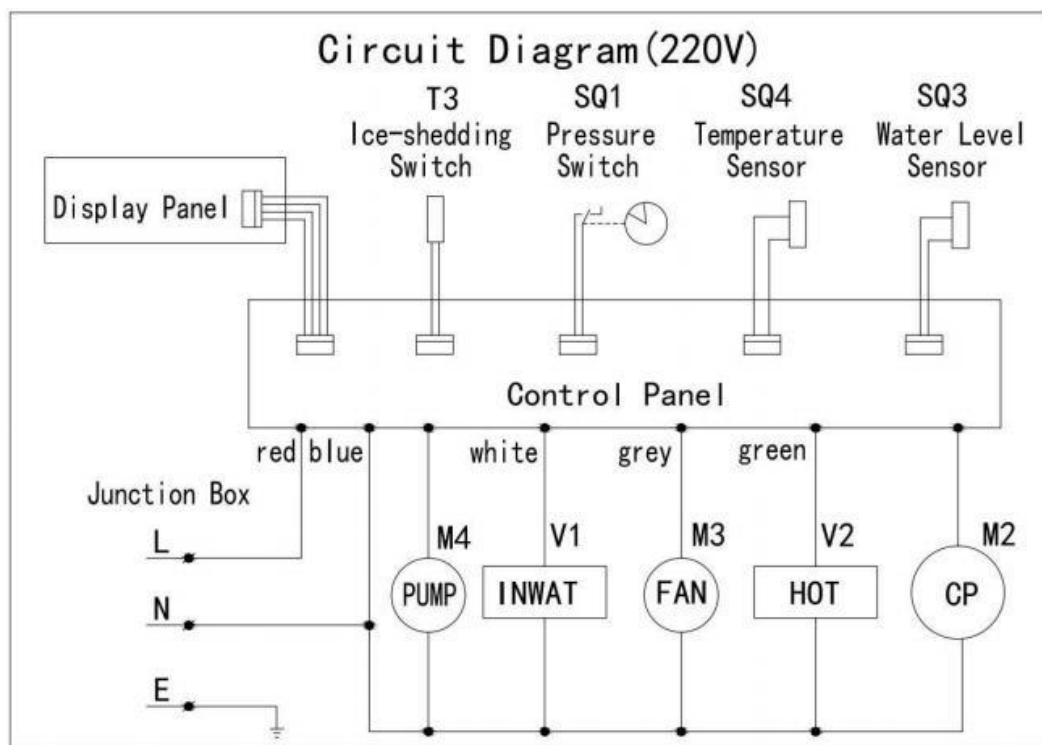 Circuit Diagram(220V)
T3
Ice-shedding
Switch
SQ1
Pressure
Switch
SQ4
Temperature
Sensor
SQ3
Water Level
Sensor
Display Panel
Control Panel
red
blue
white
grey
green
Junction Box
L
N
E
M4
PUMP
V1
INWAT
M3
FAN
V2
HOT
M2
CP